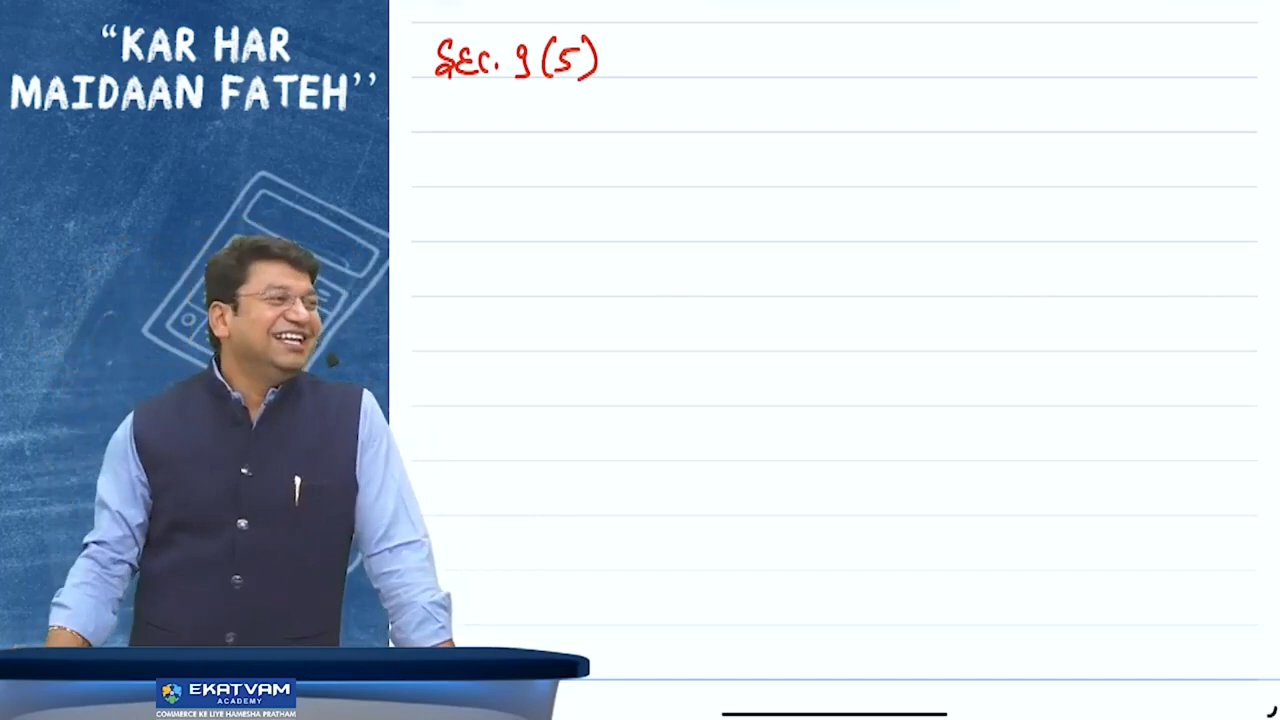 “KAR HAR
MAIDAAN FATEH’’
SEC. 9 (5)
EKATVAM
ACADEMY
COMMERCE KE LIYE HAMESHA PRATHAM